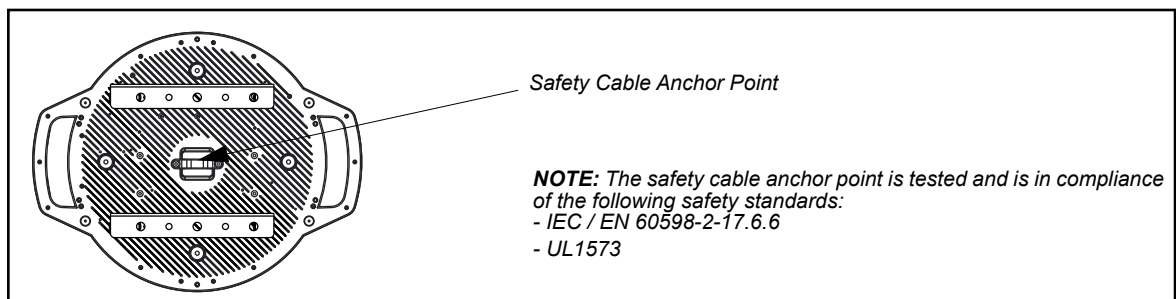 Safety Cable Anchor Point
NOTE: The safety cable anchor point is tested and is in compliance
of the following safety standards:
- IEC / EN 60598-2-17.6.6
- UL1573